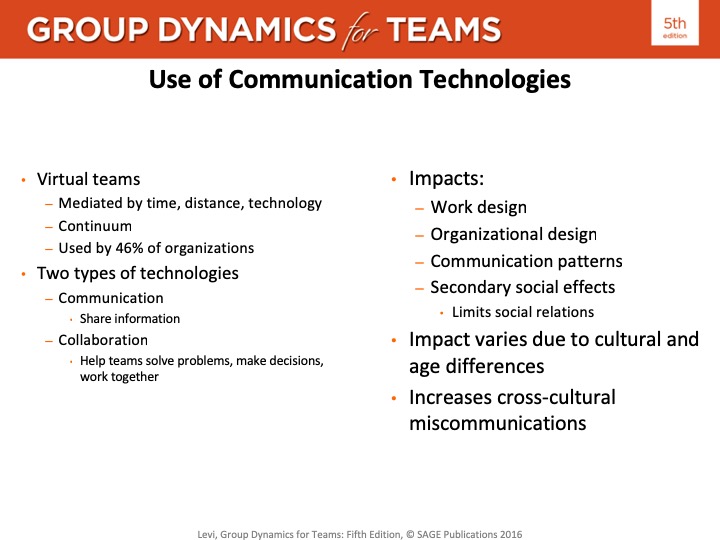 GROUP DYNAMICS for TEAMS
5th
edition
Use of Communication Technologies
• Virtual teams
– Mediated by time, distance, technology
– Continuum
– Used by 46% of organizations
• Two types of technologies
– Communication
• Share information
– Collaboration
• Help teams solve problems, make decisions,
work together
• Impacts:
– Work design
– Organizational design
– Communication patterns
– Secondary social effects
• Limits social relations
• Impact varies due to cultural and
age differences
• Increases cross-cultural
miscommunications
Levi, Group Dynamics for Teams: Fifth Edition, © SAGE Publications 2016